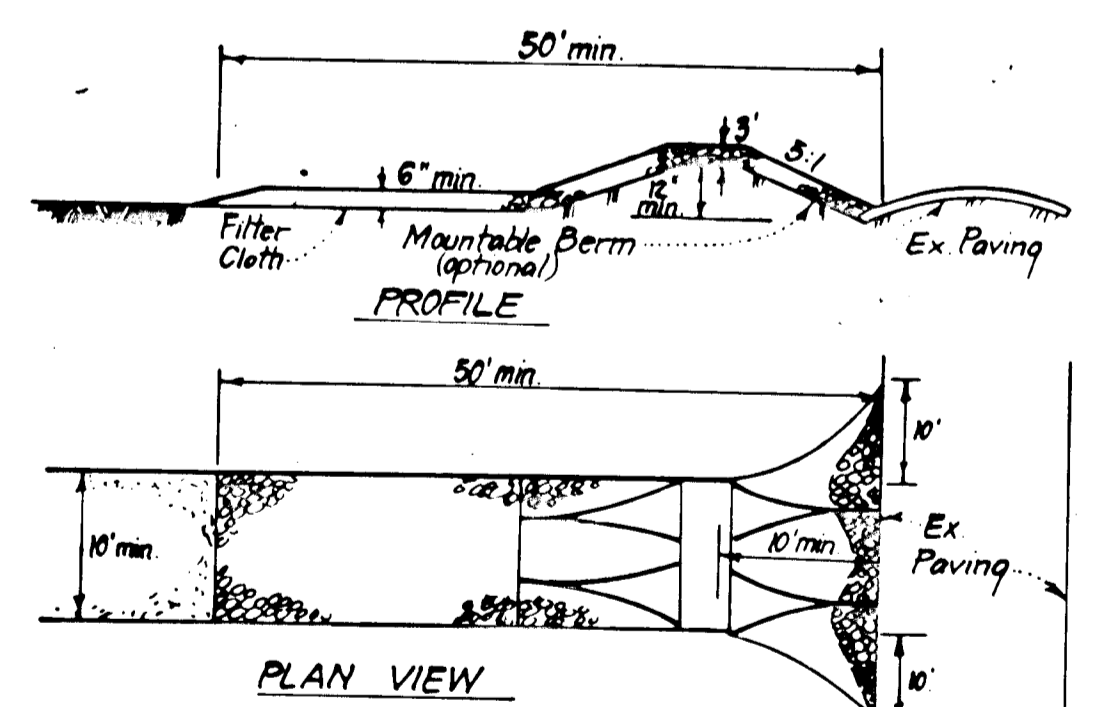 50' min.
3'
5:1
6" min.
12"
min.
Filter
Cloth
Mountable Berm
(optional)
Ex. Paving
PROFILE
50' min.
10'
10' min.
10' min.
Ex.
Paving
10'
PLAN VIEW